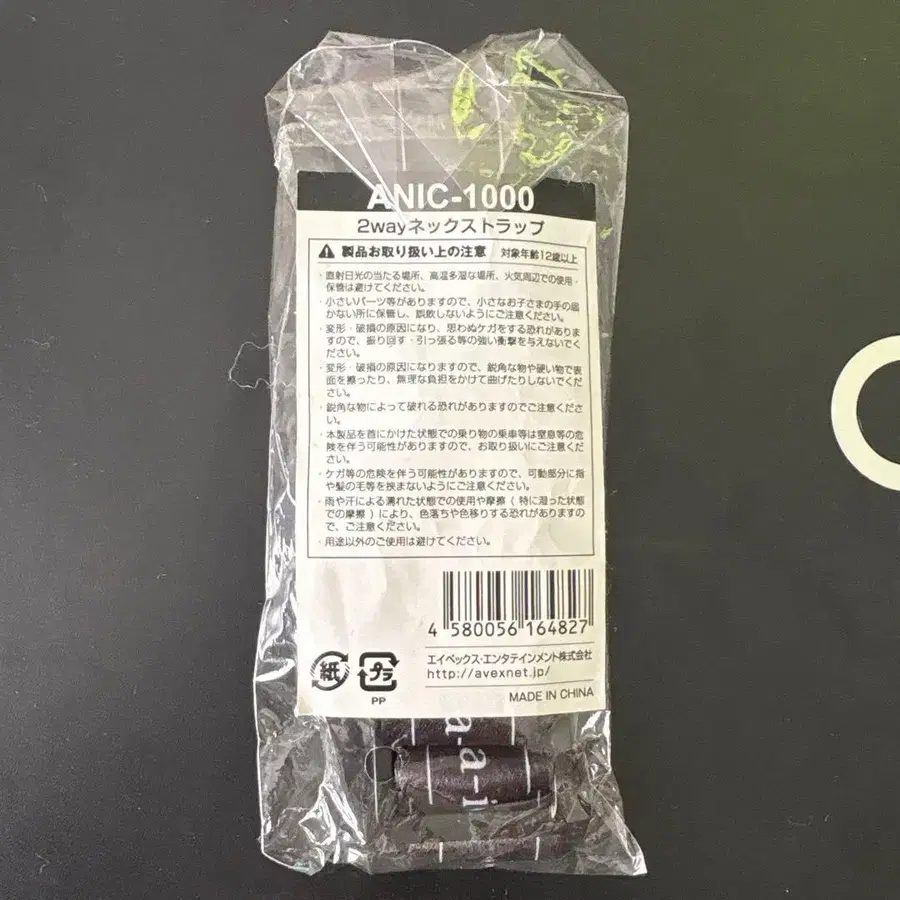 ANIC-1000
2wayネックストラップ
製品お取り扱い上の注意 対象年齢12歳以上
・直射日光の当たる場所、高温多湿な場所、火気周辺での使用・
保管は避けてください。
・小さいパーツ等がありますので、小さなお子さまの手の届
かない所に保管し、誤飲しないようにご注意ください。
・変形・破損の原因になり、思わぬケガをする恐れがありま
すので、振り回す・引っ張る等の強い衝撃を与えないでく
ださい。
・変形・破損の原因になりますので、鋭角な物や硬い物で表
面を擦ったり、無理な負担をかけて曲げたりしないでくだ
さい。
・鋭角な物によって破れる恐れがありますのでご注意くださ
い。
・本製品を首にかけた状態での乗り物の乗車等は窒息等の危
険を伴う可能性がありますので、お取り扱いにご注意ください。
・ケガ等の危険を伴う可能性がありますので、可動部分に指
や髪の毛等を挟まないようにご注意ください。
・雨や汗による濡れた状態での使用や摩擦(特に湿った状態
での摩擦)により、色落ちや色移りする恐れがありますの
で、ご注意ください。
・用途以外のご使用は避けてください。
4 580056 164827
エイベックス・エンタテインメント株式会社
http://avexnet.jp/
紙
プラ
PP
MADE IN CHINA
a-a-i